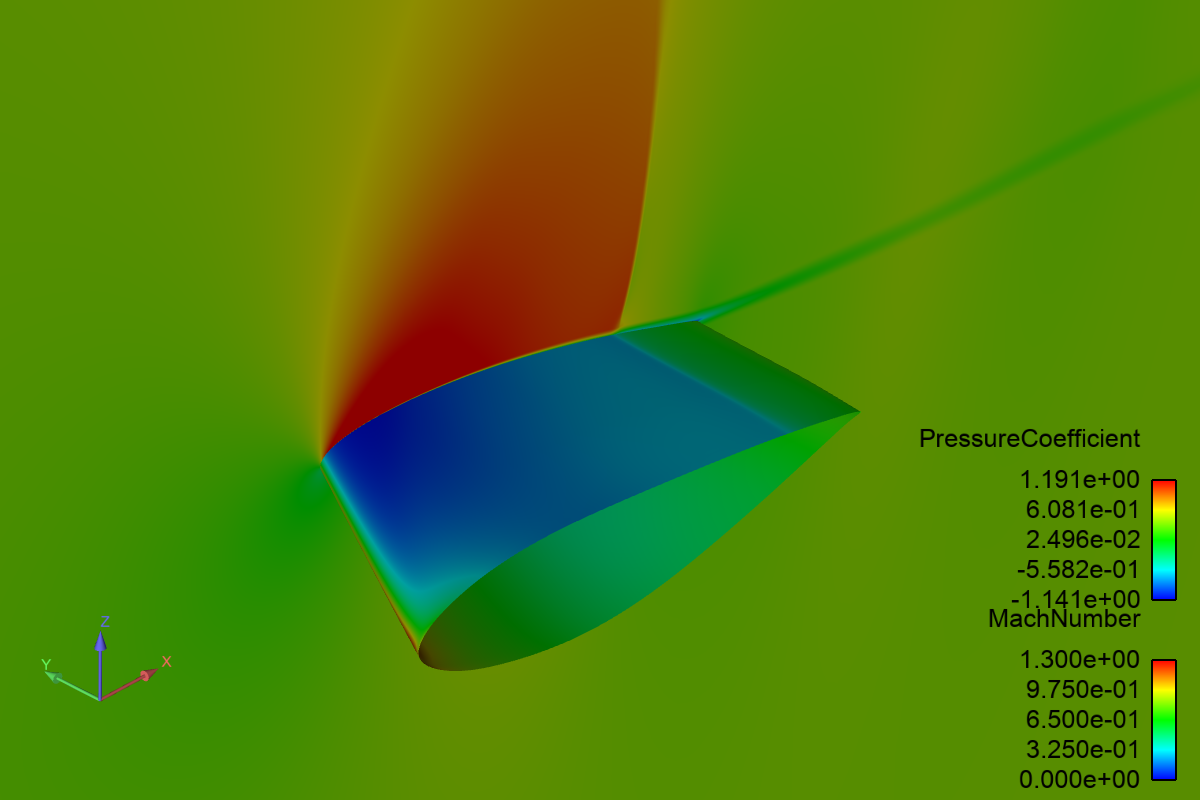 PressureCoefficient
1.191e+00
6.081e-01
2.496e-02
-5.582e-01
-1.141e+00
MachNumber
1.300e+00
9.750e-01
6.500e-01
3.250e-01
0.000e+00
Z
Y
X